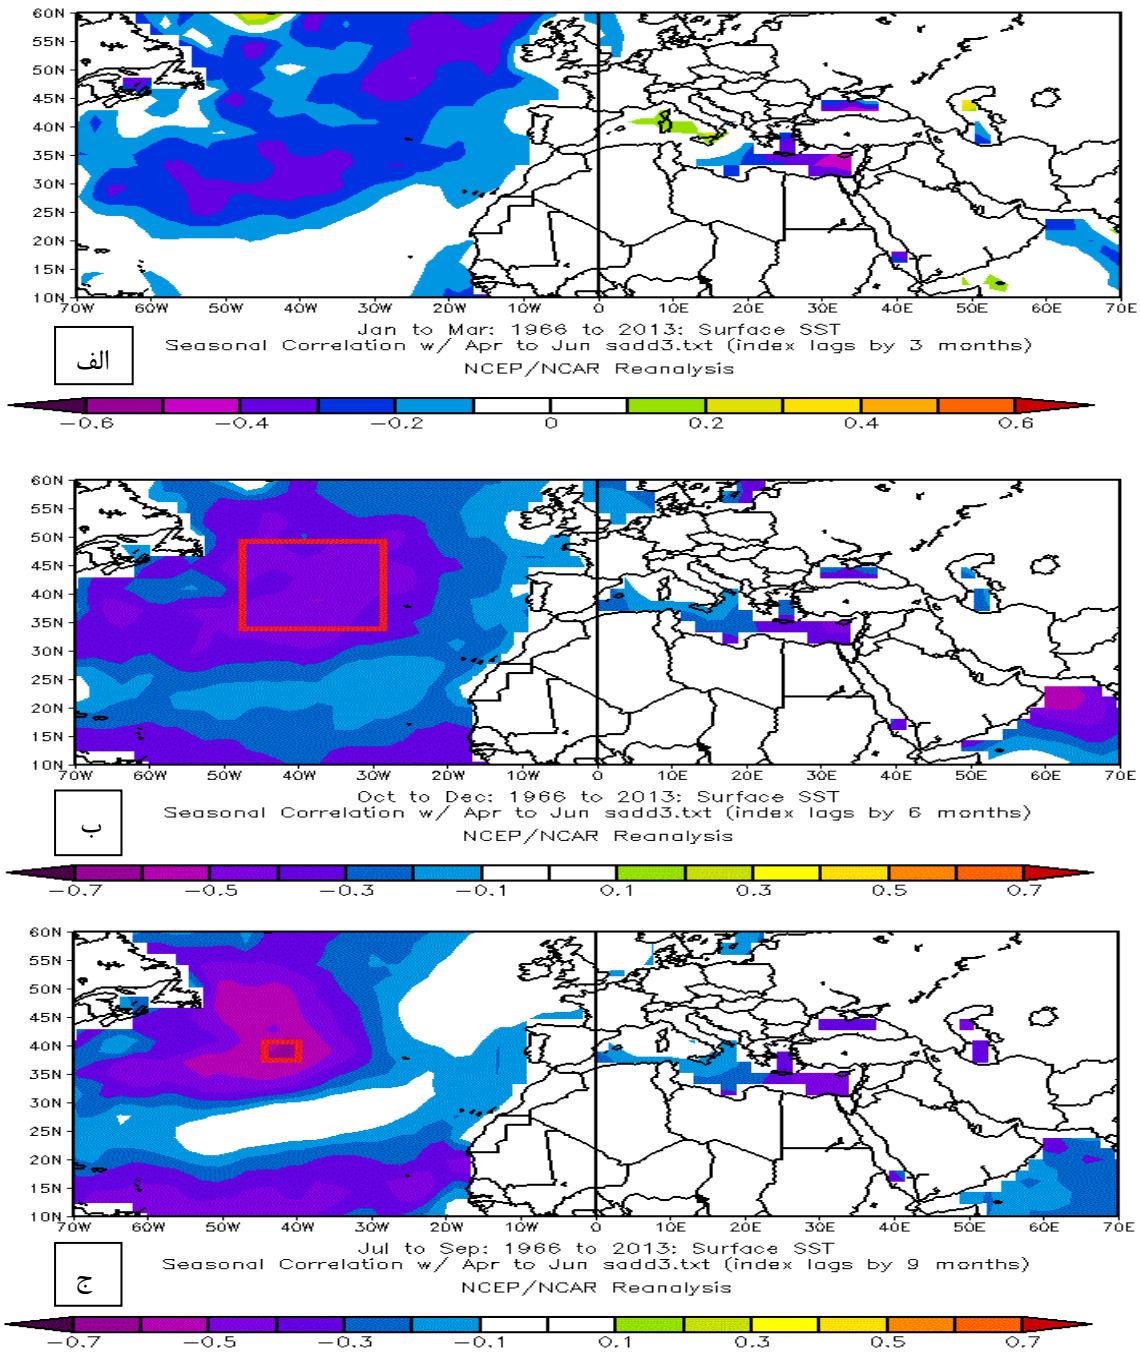 60N
55N
50N
45N
40N
35N
30N
25N
20N
15N
10N
70W 60W 50W 40W 30W 20W 10W 0 10E 20E 30E 40E 50E 60E 70E
Jan to Mar: 1966 to 2013: Surface SST
Seasonal Correlation w/ Apr to Jun sadd3.txt (index lags by 3 months)
NCEP/NCAR Reanalysis
الف
−0.6 −0.4 −0.2 0 0.2 0.4 0.6
60N
55N
50N
45N
40N
35N
30N
25N
20N
15N
10N
70W 60W 50W 40W 30W 20W 10W 0 10E 20E 30E 40E 50E 60E 70E
Oct to Dec: 1966 to 2013: Surface SST
Seasonal Correlation w/ Apr to Jun sadd3.txt (index lags by 6 months)
NCEP/NCAR Reanalysis
ب
−0.7 −0.5 −0.3 −0.1 0.1 0.3 0.5 0.7
60N
55N
50N
45N
40N
35N
30N
25N
20N
15N
10N
70W 60W 50W 40W 30W 20W 10W 0 10E 20E 30E 40E 50E 60E 70E
Jul to Sep: 1966 to 2013: Surface SST
Seasonal Correlation w/ Apr to Jun sadd3.txt (index lags by 9 months)
NCEP/NCAR Reanalysis
ج
−0.7 −0.5 −0.3 −0.1 0.1 0.3 0.5 0.7